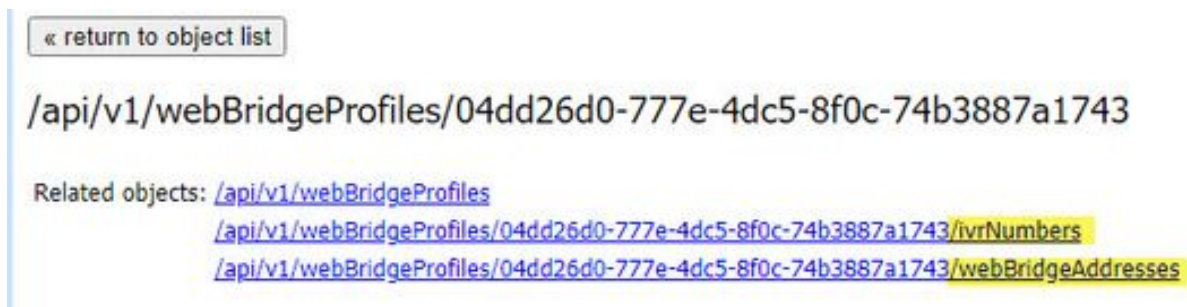 « return to object list
/api/v1/webBridgeProfiles/04dd26d0-777e-4dc5-8f0c-74b3887a1743
Related objects: /api/v1/webBridgeProfiles
/api/v1/webBridgeProfiles/04dd26d0-777e-4dc5-8f0c-74b3887a1743/ivrNumbers
/api/v1/webBridgeProfiles/04dd26d0-777e-4dc5-8f0c-74b3887a1743/webBridgeAddresses